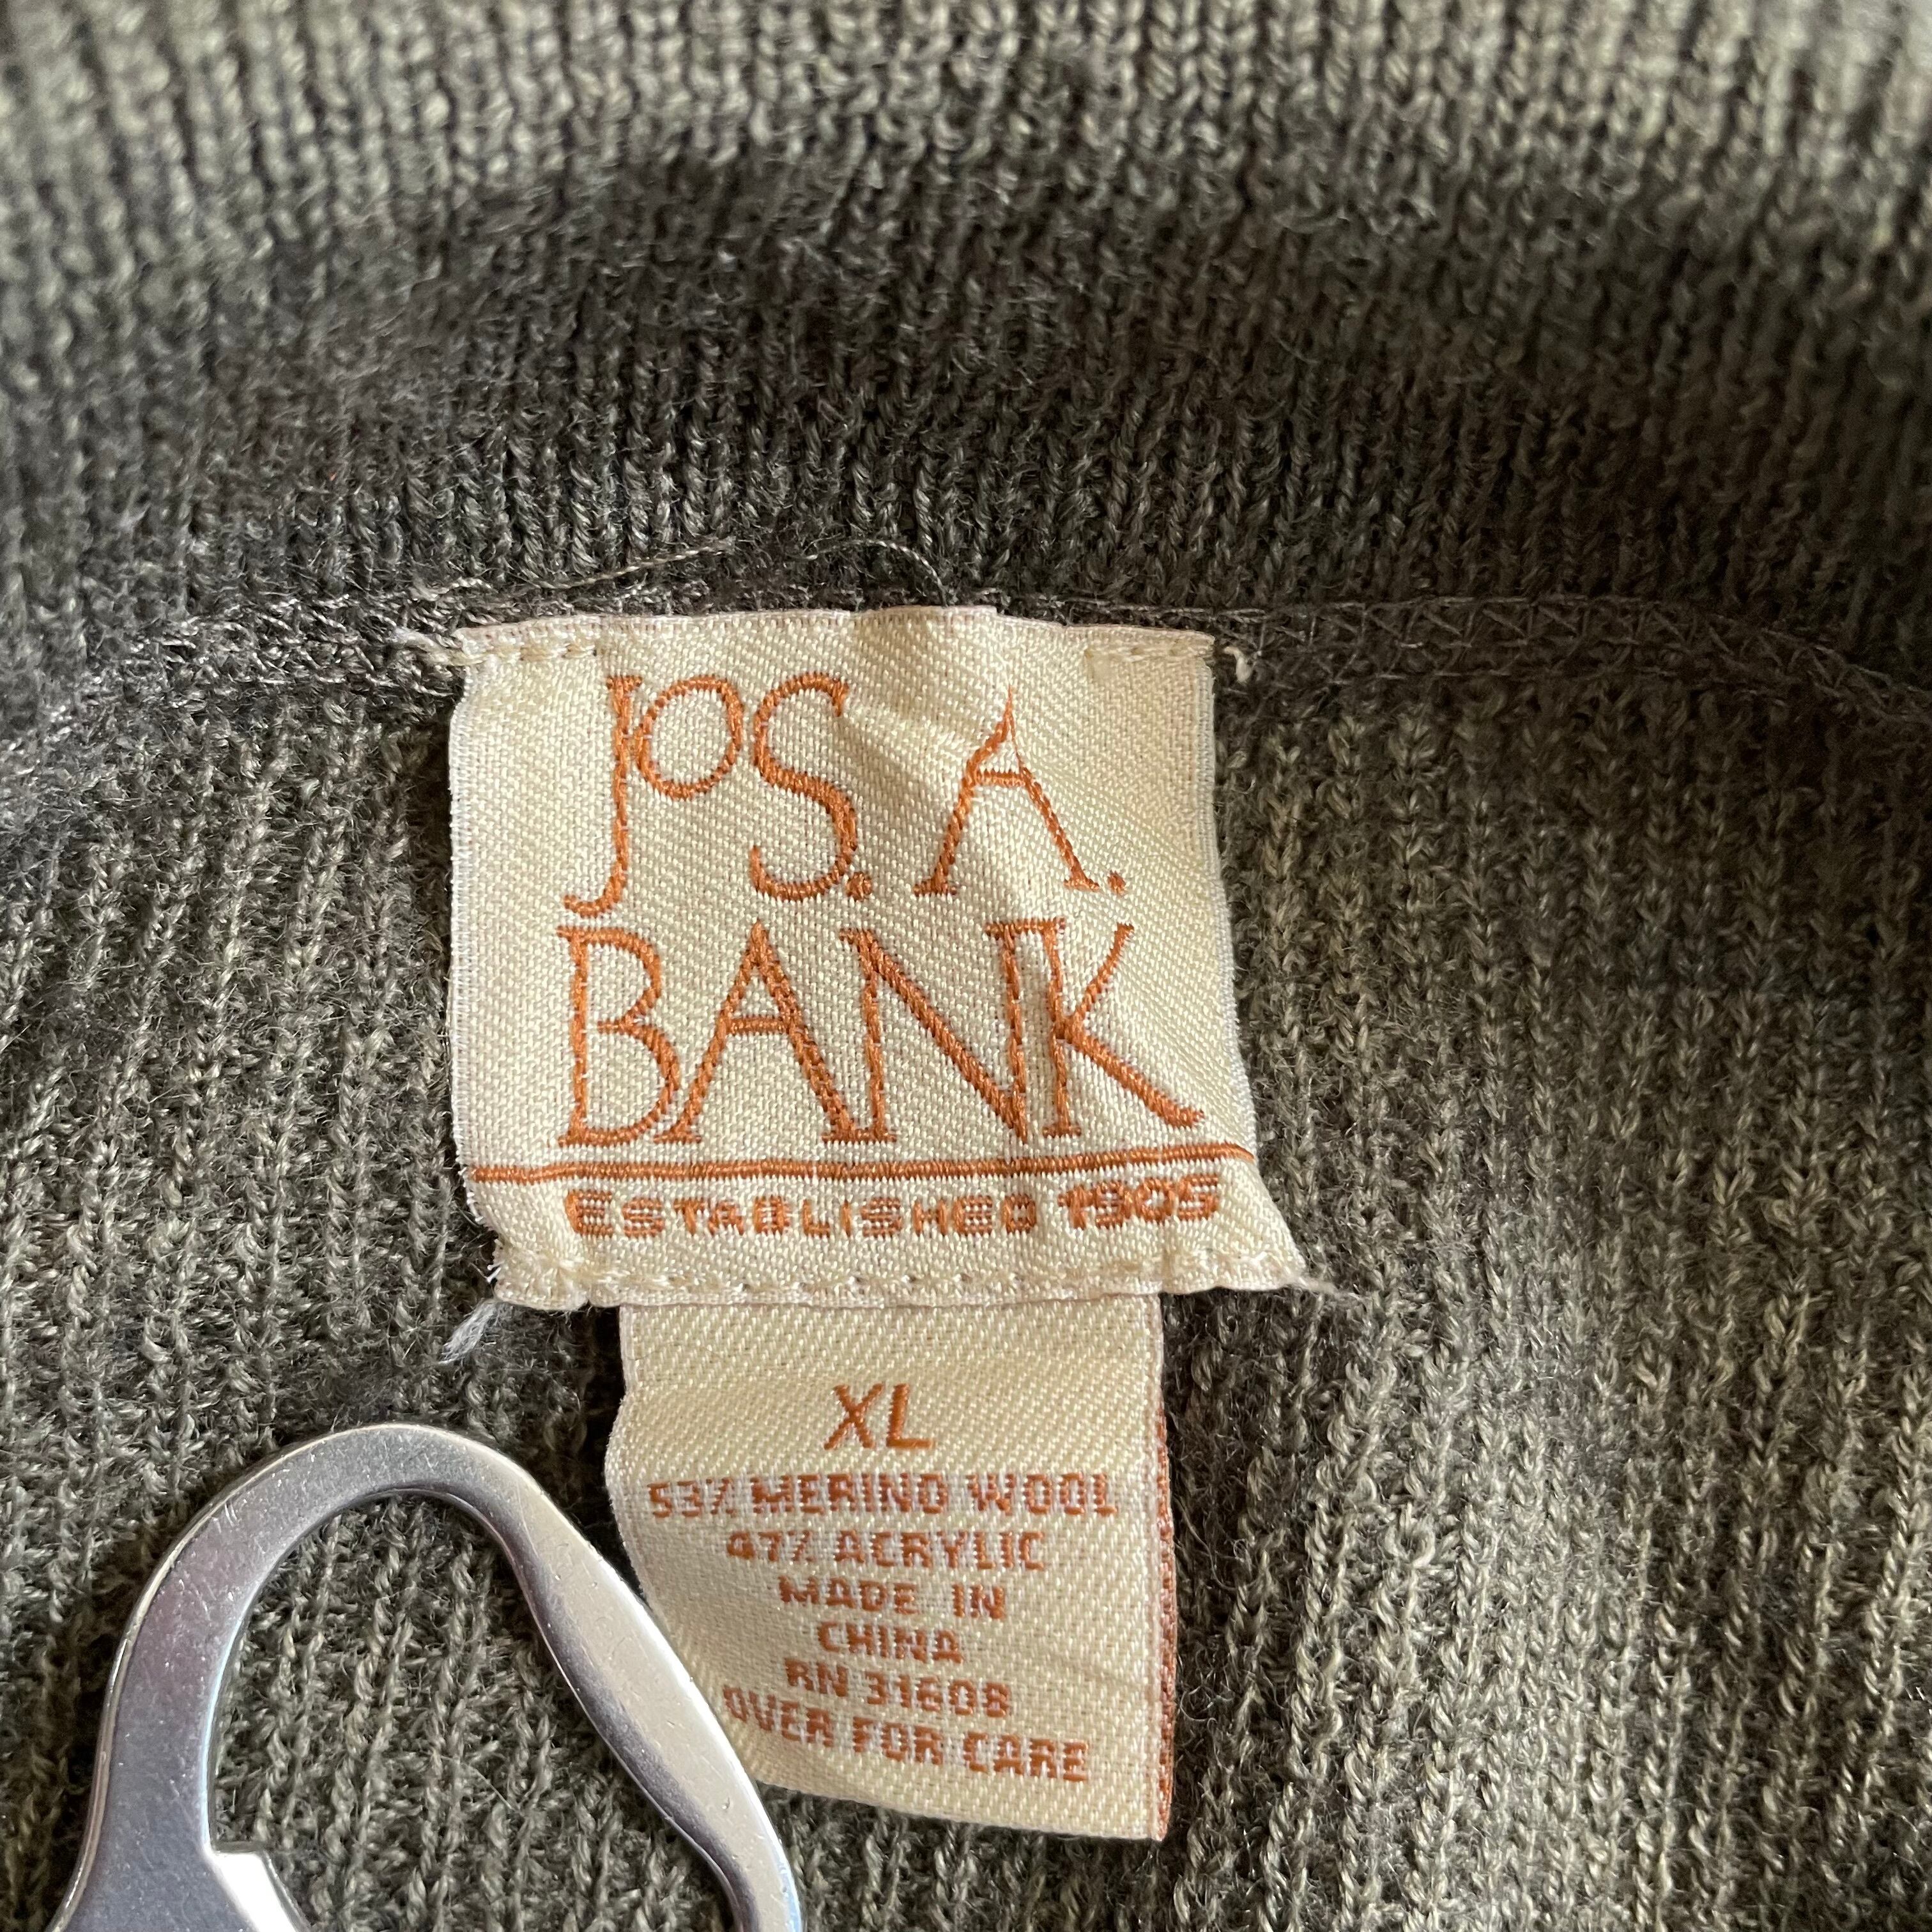 JOS. A.
BANK
ESTABLISHED 1905
XL
53% MERINO WOOL
47% ACRYLIC
MADE IN
CHINA
RN 31608
OVER FOR CARE